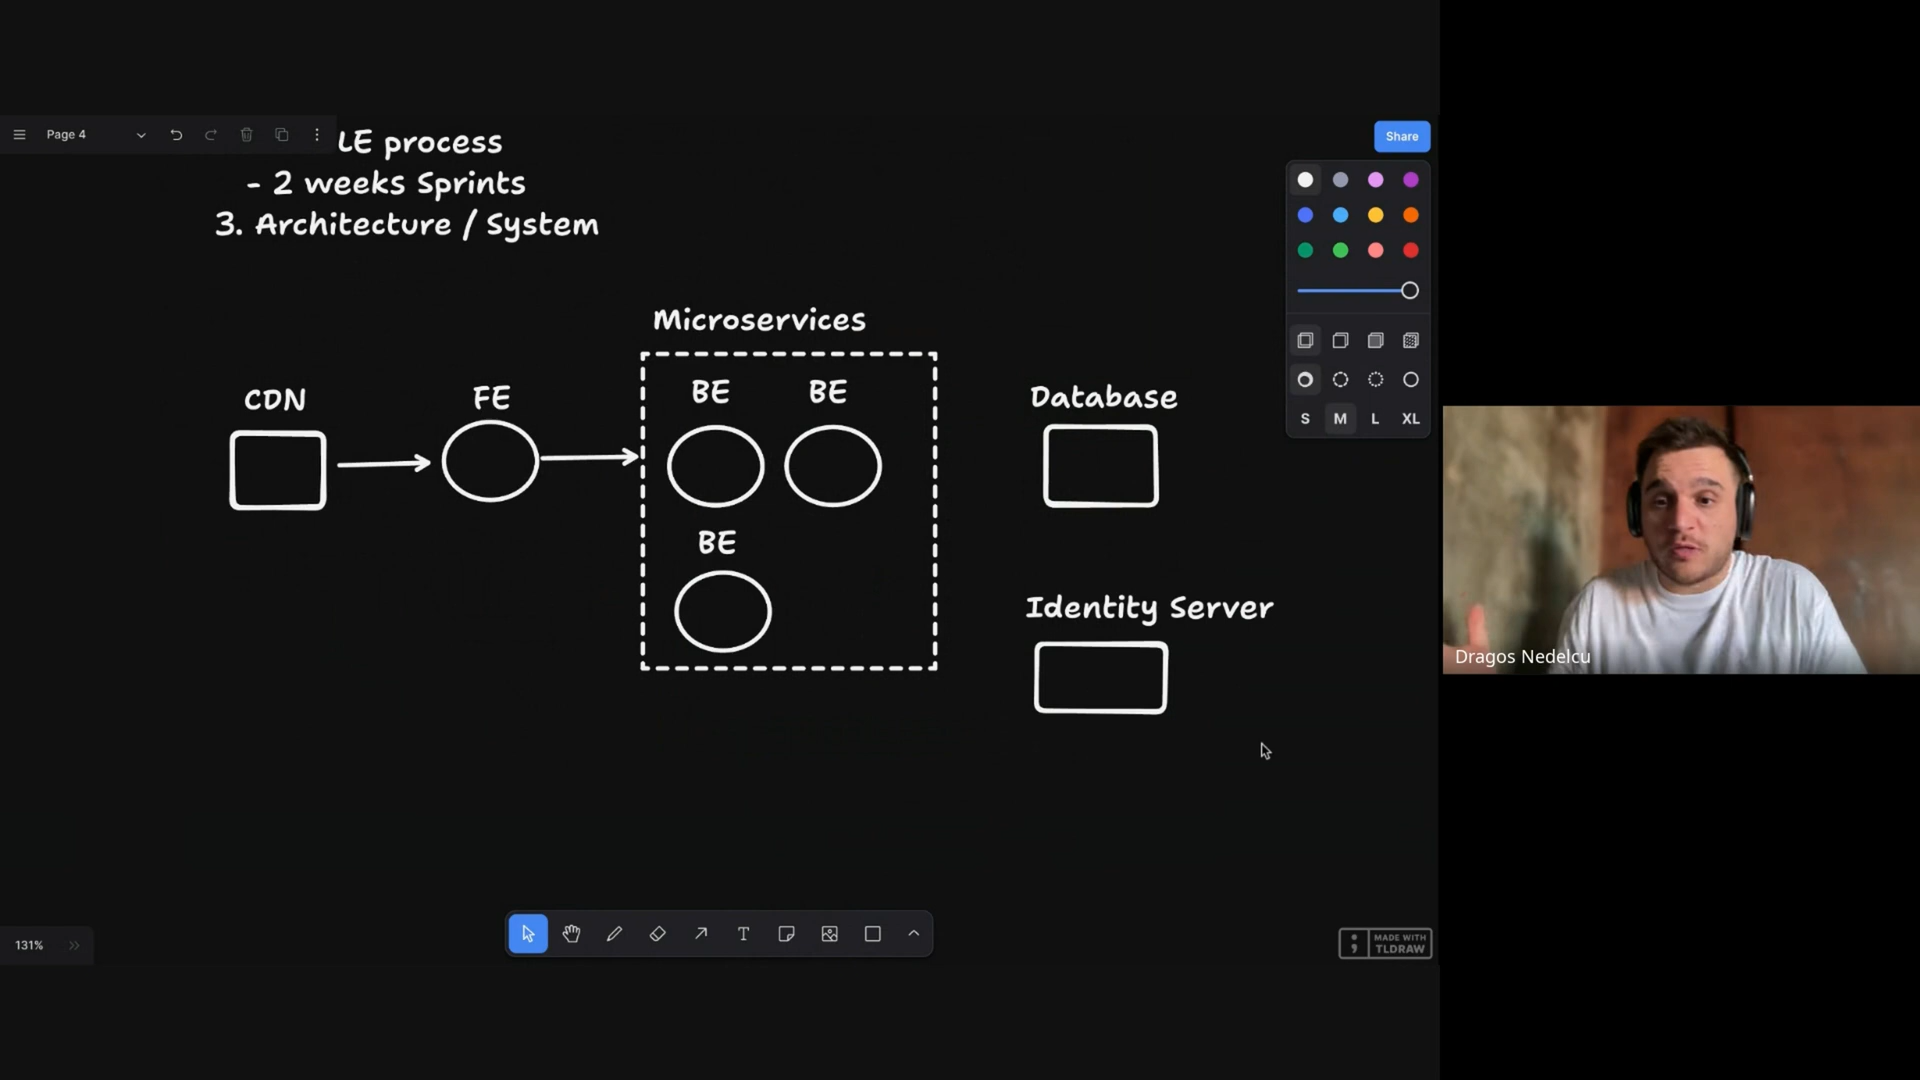 Page 4
LE process
- 2 weeks Sprints
3. Architecture / System
Share
Microservices
CDN
FE
BE
BE
BE
Database
Identity Server
S M L XL
Dragos Nedelcu
131%
MADE WITH
TLDRAW